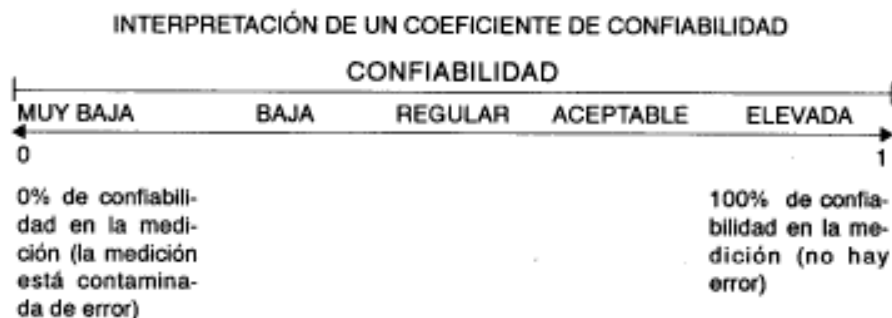 INTERPRETACIÓN DE UN COEFICIENTE DE CONFIABILIDAD
CONFIABILIDAD
MUY BAJA BAJA REGULAR ACEPTABLE ELEVADA
0 1
0% de confiabili-
dad en la medi-
ción (la medición
está contamina-
da de error)
100% de confia-
bilidad en la me-
dición (no hay
error)